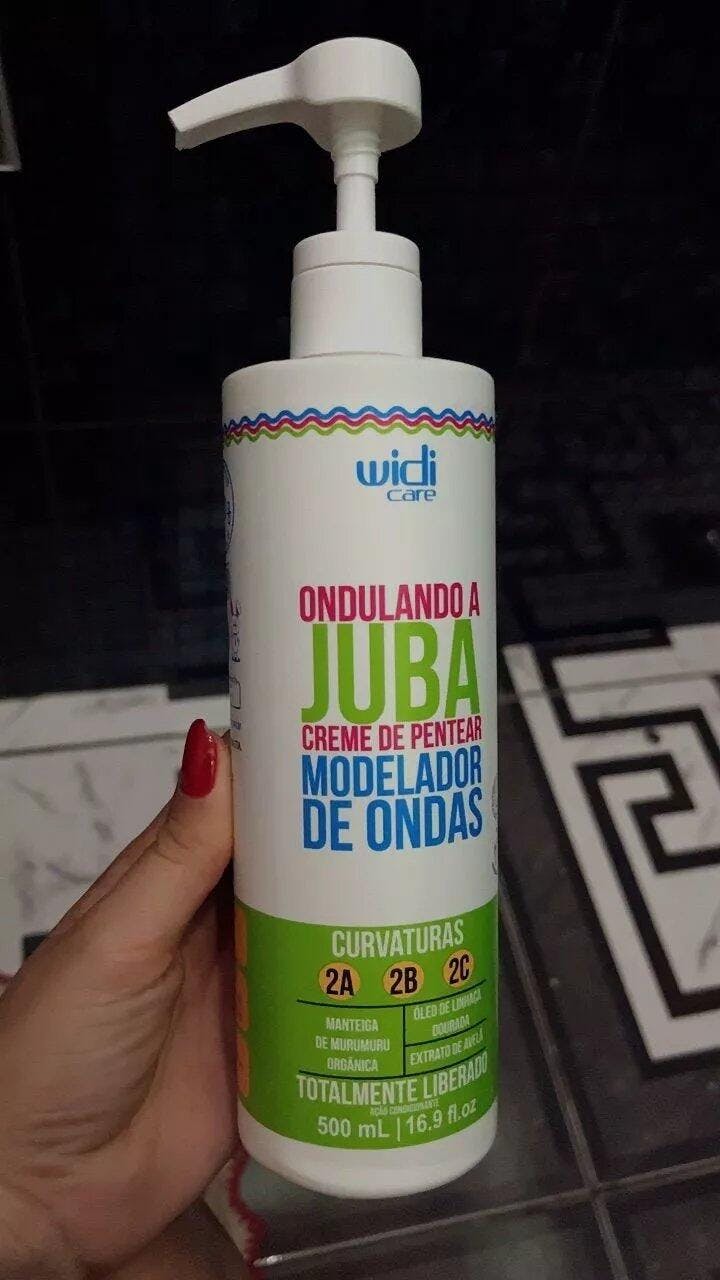 widi
care
ONDULANDO A
JUBA
CREME DE PENTEAR
MODELADOR
DE ONDAS
CURVATURAS
2A 2B 2C
MANTEIGA
DE MURUMURU
ORGÂNICA
ÓLEO DE LINHAÇA
DOURADA
EXTRATO DE AVELÃ
TOTALMENTE LIBERADO
AÇÃO CONDICIONANTE
500 mL | 16.9 fl.oz